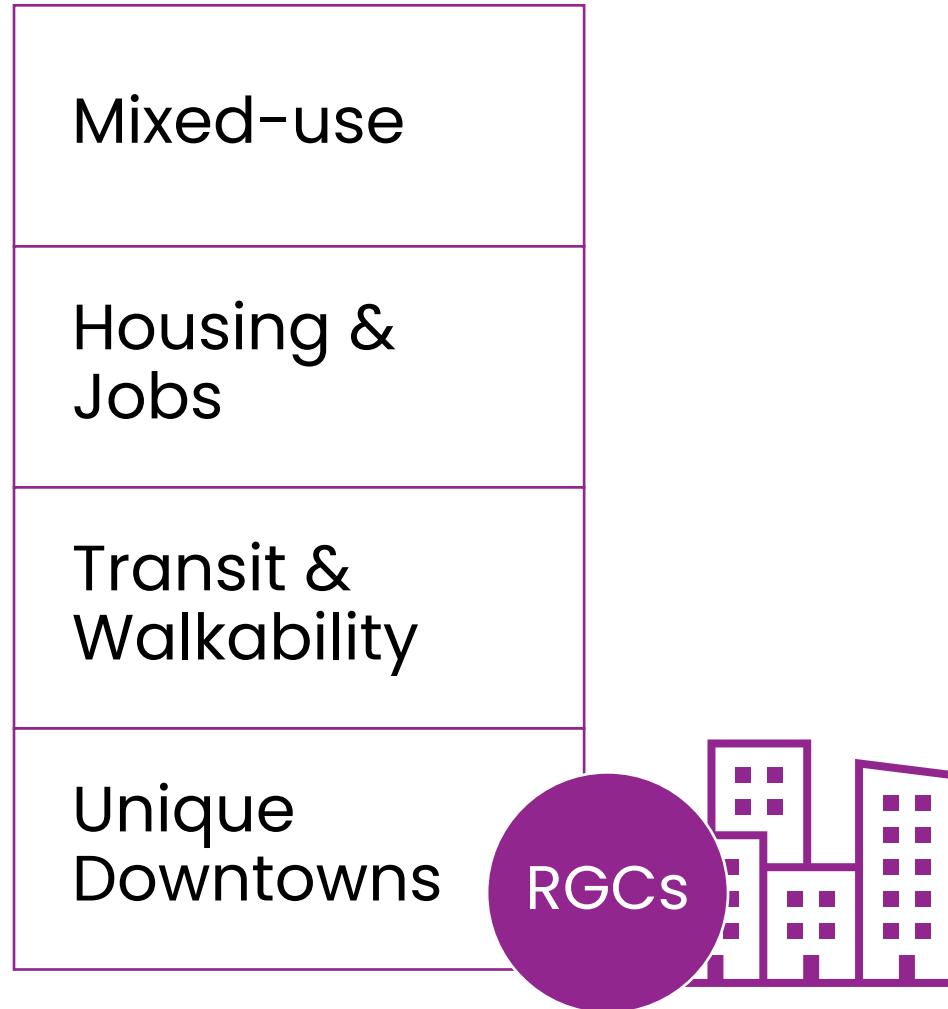 Mixed-use
Housing &
Jobs
Transit &
Walkability
Unique
Downtowns
RGCs